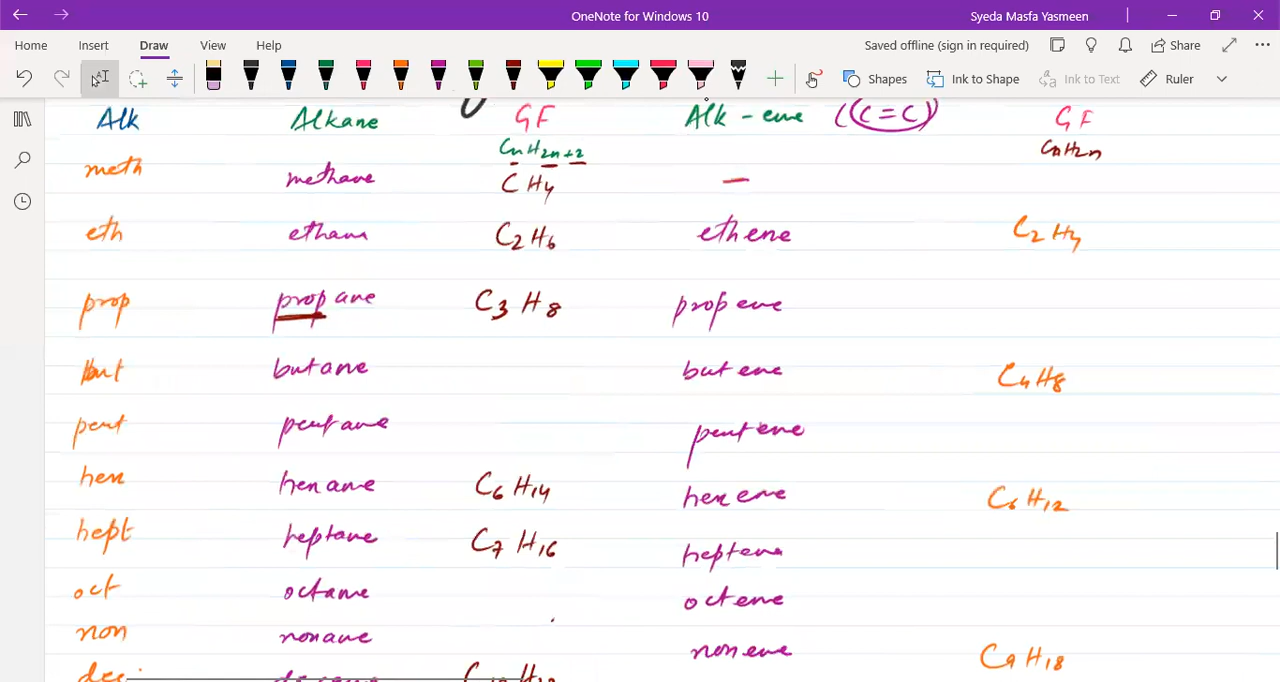 OneNote for Windows 10
Syeda Masfa Yasmeen
Home Insert Draw View Help
Saved offline (sign in required) Share
Shapes Ink to Shape Ink to Text Ruler
Alk Alkane GF Alk - ene ((C=C)) GF
CnH2n+2 CnH2n
meth methane CH4 —
eth ethane C2H6 ethene C2H4
prop propane C3H8 propene
but butane butene C4H8
pent pentane pentene
hex hexane C6H14 hexene C6H12
hept heptane C7H16 heptene
oct octane octene
non nonane nonene C9H18